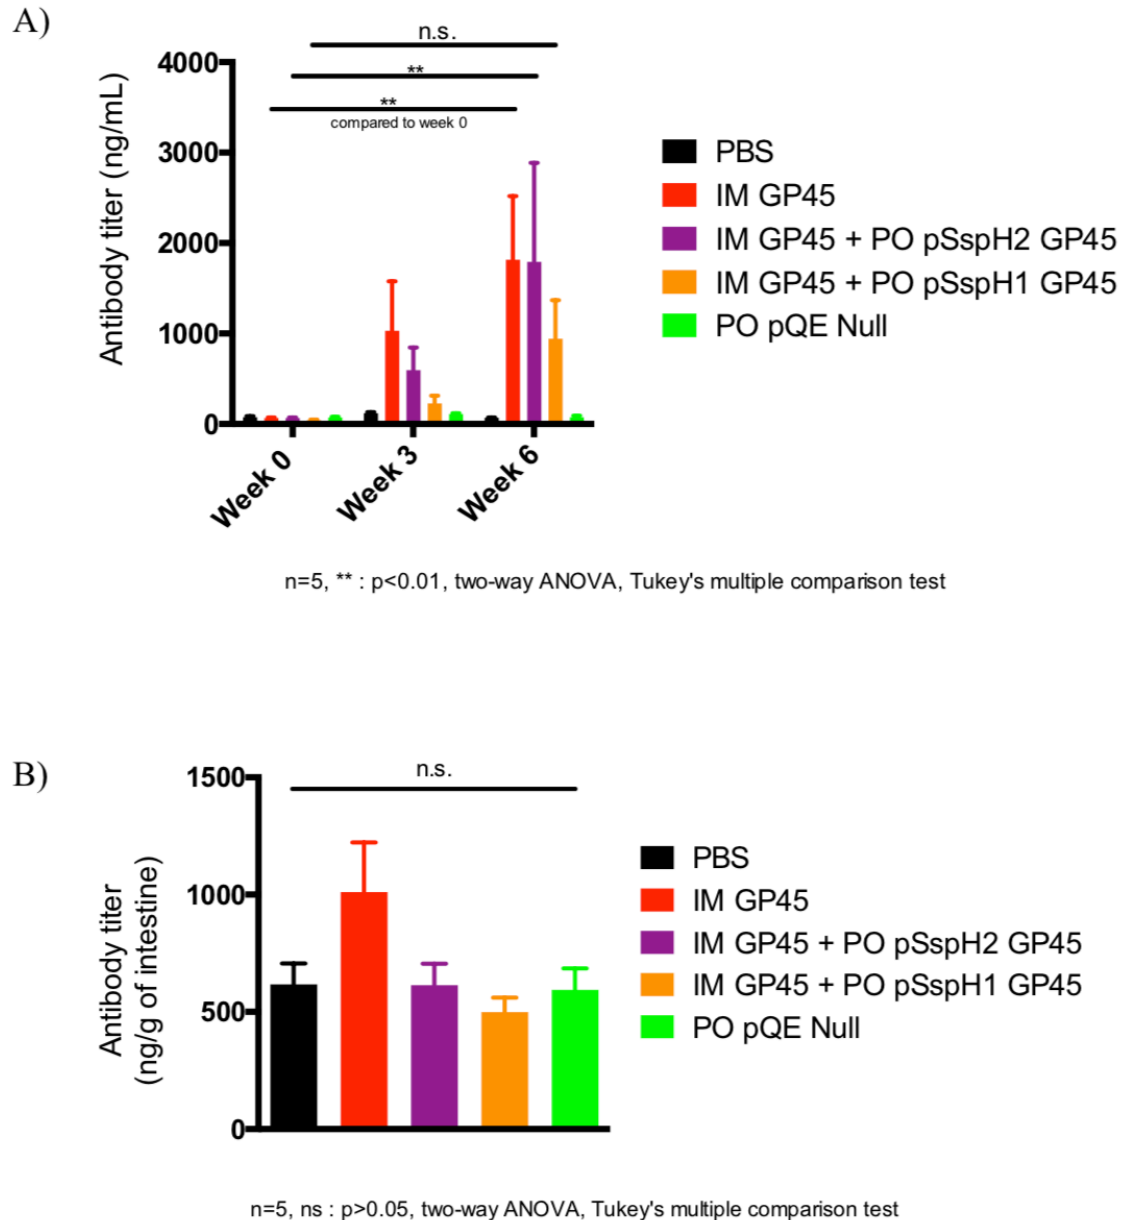 A)
n.s.
**
**
compared to week 0
Antibody titer (ng/mL)
4000
3000
2000
1000
0
Week 0
Week 3
Week 6
PBS
IM GP45
IM GP45 + PO pSspH2 GP45
IM GP45 + PO pSspH1 GP45
PO pQE Null
n=5, ** : p<0.01, two-way ANOVA, Tukey's multiple comparison test
B)
n.s.
Antibody titer
(ng/g of intestine)
1500
1000
500
0
PBS
IM GP45
IM GP45 + PO pSspH2 GP45
IM GP45 + PO pSspH1 GP45
PO pQE Null
n=5, ns : p>0.05, two-way ANOVA, Tukey's multiple comparison test